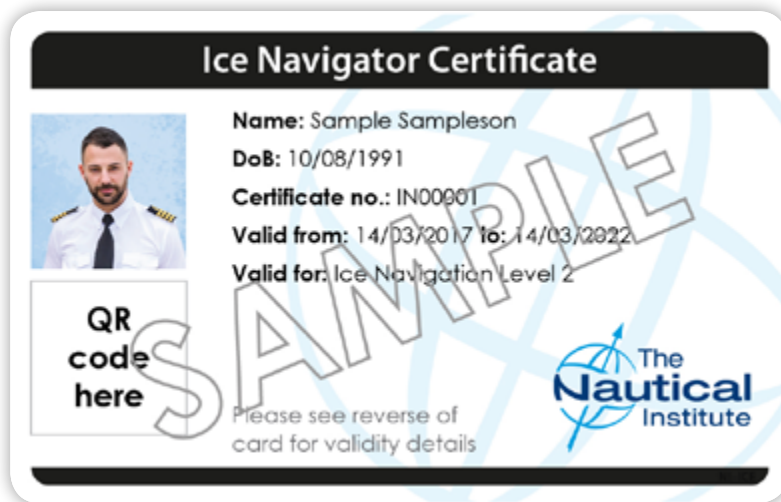 Ice Navigator Certificate
Name: Sample Sampleson
DoB: 10/08/1991
Certificate no.: IN00001
Valid from: 14/03/2017 to: 14/03/2022
Valid for: Ice Navigation Level 2
QR
code
here
SAMPLE
Please see reverse of
card for validity details
The
Nautical
Institute